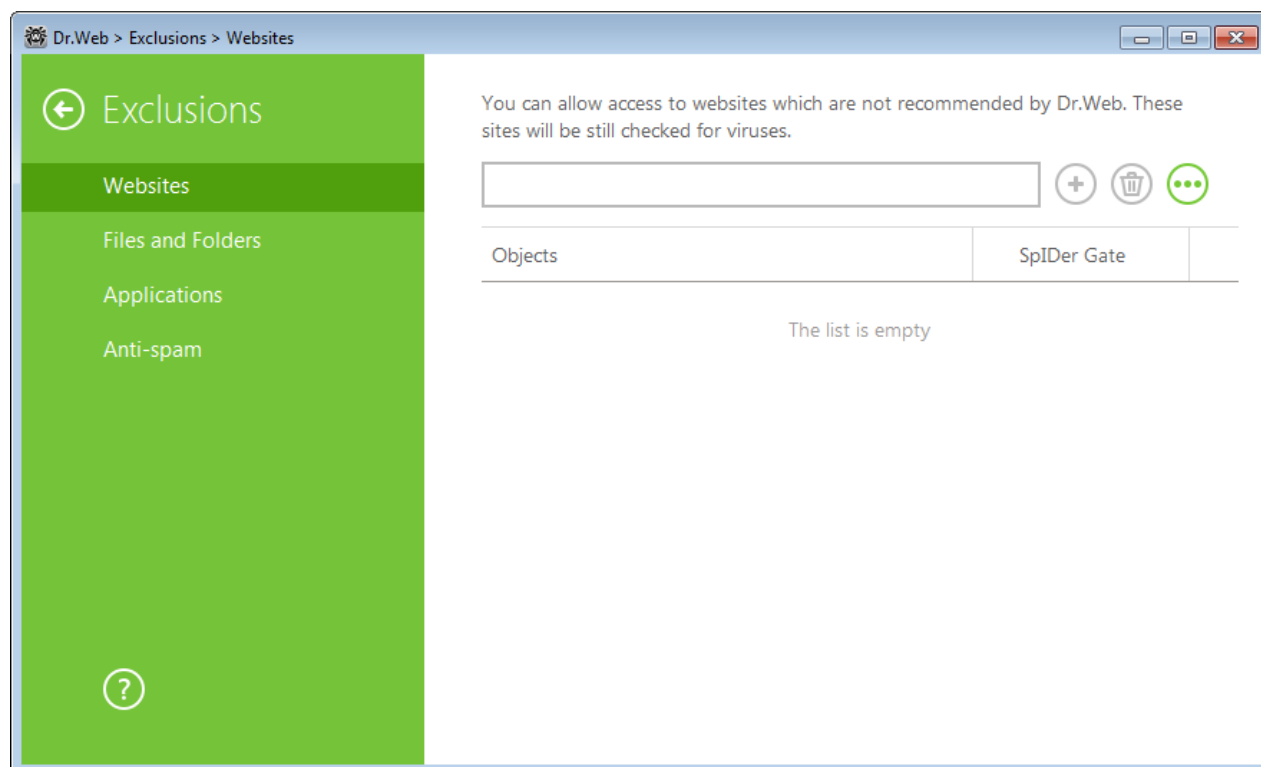 Dr.Web > Exclusions > Websites
Exclusions
Websites
Files and Folders
Applications
Anti-spam
?
You can allow access to websites which are not recommended by Dr.Web. These
sites will be still checked for viruses.
Objects SpIDer Gate
The list is empty